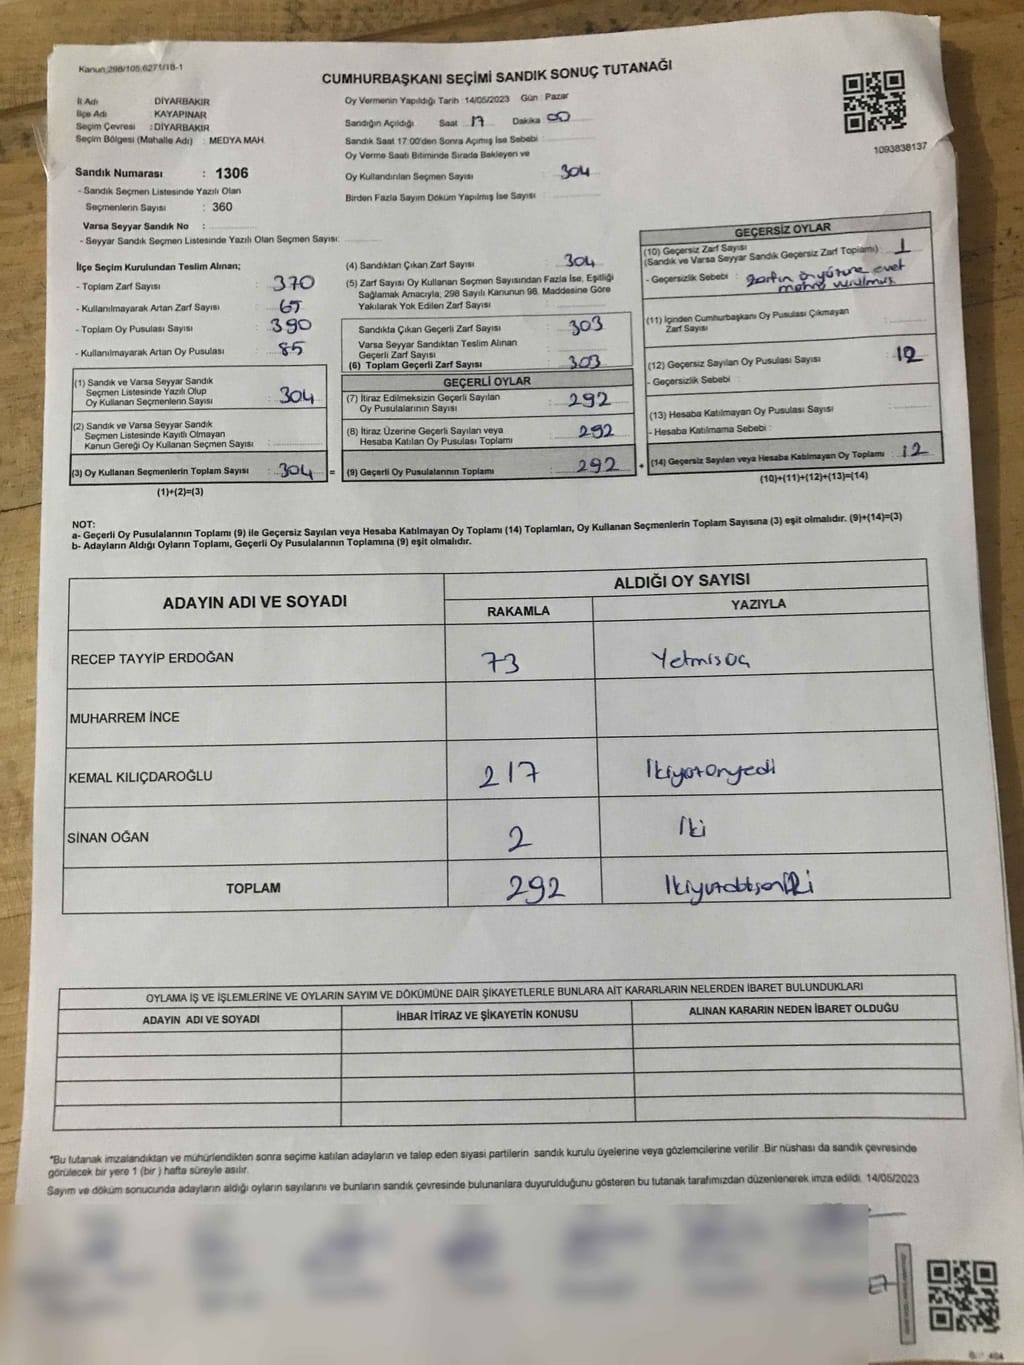 Kanun:298/105 6271/18-1
CUMHURBAŞKANI SEÇİMİ SANDIK SONUÇ TUTANAĞI
İl Adı DİYARBAKIR
İlçe Adı KAYAPINAR
Seçim Çevresi : DİYARBAKIR
Seçim Bölgesi (Mahalle Adı) : MEDYA MAH
Oy Vermenin Yapıldığı Tarih 14/05/2023 Gün Pazar
Sandığın Açıldığı Saat 17 Dakika 00
Sandık Saat 17:00'den Sonra Açmış İse Sebebi
Oy Verme Saati Bitiminde Sırada Bekleyen ve
Oy Kullandırılan Seçmen Sayısı 304
Birden Fazla Sayım Döküm Yapılmış İse Sayısı
1093838137
Sandık Numarası : 1306
- Sandık Seçmen Listesinde Yazılı Olan
Seçmenlerin Sayısı : 360
Varsa Seyyar Sandık No :
- Seyyar Sandık Seçmen Listesinde Yazılı Olan Seçmen Sayısı:
İlçe Seçim Kurulundan Teslim Alınan;
- Toplam Zarf Sayısı : 370
- Kullanılmayarak Artan Zarf Sayısı : 65
- Toplam Oy Pusulası Sayısı : 390
- Kullanılmayarak Artan Oy Pusulası : 85
(1) Sandık ve Varsa Seyyar Sandık
Seçmen Listesinde Yazılı Olup
Oy Kullanan Seçmenlerin Sayısı : 304
(2) Sandık ve Varsa Seyyar Sandık
Seçmen Listesinde Kayıtlı Olmayan
Kanun Gereği Oy Kullanan Seçmen Sayısı :
(3) Oy Kullanan Seçmenlerin Toplam Sayısı : 304 =
(1)+(2)=(3)
(4) Sandıktan Çıkan Zarf Sayısı : 304
(5) Zarf Sayısı Oy Kullanan Seçmen Sayısından Fazla İse, Eşitliği
Sağlamak Amacıyla, 298 Sayılı Kanunun 98. Maddesine Göre
Yakılarak Yok Edilen Zarf Sayısı
Sandıkta Çıkan Geçerli Zarf Sayısı : 303
Varsa Seyyar Sandıktan Teslim Alınan
Geçerli Zarf Sayısı
(6) Toplam Geçerli Zarf Sayısı : 303
GEÇERLİ OYLAR
(7) İtiraz Edilmeksizin Geçerli Sayılan
Oy Pusulalarının Sayısı : 292
(8) İtiraz Üzerine Geçerli Sayılan veya
Hesaba Katılan Oy Pusulası Toplamı : 292
(9) Geçerli Oy Pusulalarının Toplamı : 292 +
GEÇERSİZ OYLAR
(10) Geçersiz Zarf Sayısı
(Sandık ve Varsa Seyyar Sandık Geçersiz Zarf Toplamı) : 1
- Geçersizlik Sebebi : Zarfın ön yüzüne evet
mührü vurulmuş
(11) İçinden Cumhurbaşkanı Oy Pusulası Çıkmayan
Zarf Sayısı
(12) Geçersiz Sayılan Oy Pusulası Sayısı : 12
- Geçersizlik Sebebi :
(13) Hesaba Katılmayan Oy Pusulası Sayısı
- Hesaba Katılmama Sebebi :
(14) Geçersiz Sayılan veya Hesaba Katılmayan Oy Toplamı : 12
(10)+(11)+(12)+(13)=(14)
NOT:
a- Geçerli Oy Pusulalarının Toplamı (9) ile Geçersiz Sayılan veya Hesaba Katılmayan Oy Toplamı (14) Toplamları, Oy Kullanan Seçmenlerin Toplam Sayısına (3) eşit olmalıdır. (9)+(14)=(3)
b- Adayların Aldığı Oyların Toplamı, Geçerli Oy Pusulalarının Toplamına (9) eşit olmalıdır.
ADAYIN ADI VE SOYADI
ALDIĞI OY SAYISI
RAKAMLA YAZIYLA
RECEP TAYYİP ERDOĞAN 73 Yetmişüç
MUHARREM İNCE
KEMAL KILIÇDAROĞLU 217 İkiyüzonyedi
SİNAN OĞAN 2 İki
TOPLAM 292 İkiyüzdoksaniki
OYLAMA İŞ VE İŞLEMLERİNE VE OYLARIN SAYIM VE DÖKÜMÜNE DAİR ŞİKAYETLERLE BUNLARA AİT KARARLARIN NELERDEN İBARET BULUNDUKLARI
ADAYIN ADI VE SOYADI İHBAR İTİRAZ VE ŞİKAYETİN KONUSU ALINAN KARARIN NEDEN İBARET OLDUĞU
*Bu tutanak imzalandıktan ve mühürlendikten sonra seçime katılan adayların ve talep eden siyasi partilerin sandık kurulu üyelerine veya gözlemcilerine verilir .Bir nüshası da sandık çevresinde
görülecek bir yere 1 (bir ) hafta süreyle asılır.
Sayım ve döküm sonucunda adayların aldığı oyların sayılarını ve bunların sandık çevresinde bulunanlara duyurulduğunu gösteren bu tutanak tarafımızdan düzenlenerek imza edildi. 14/05/2023